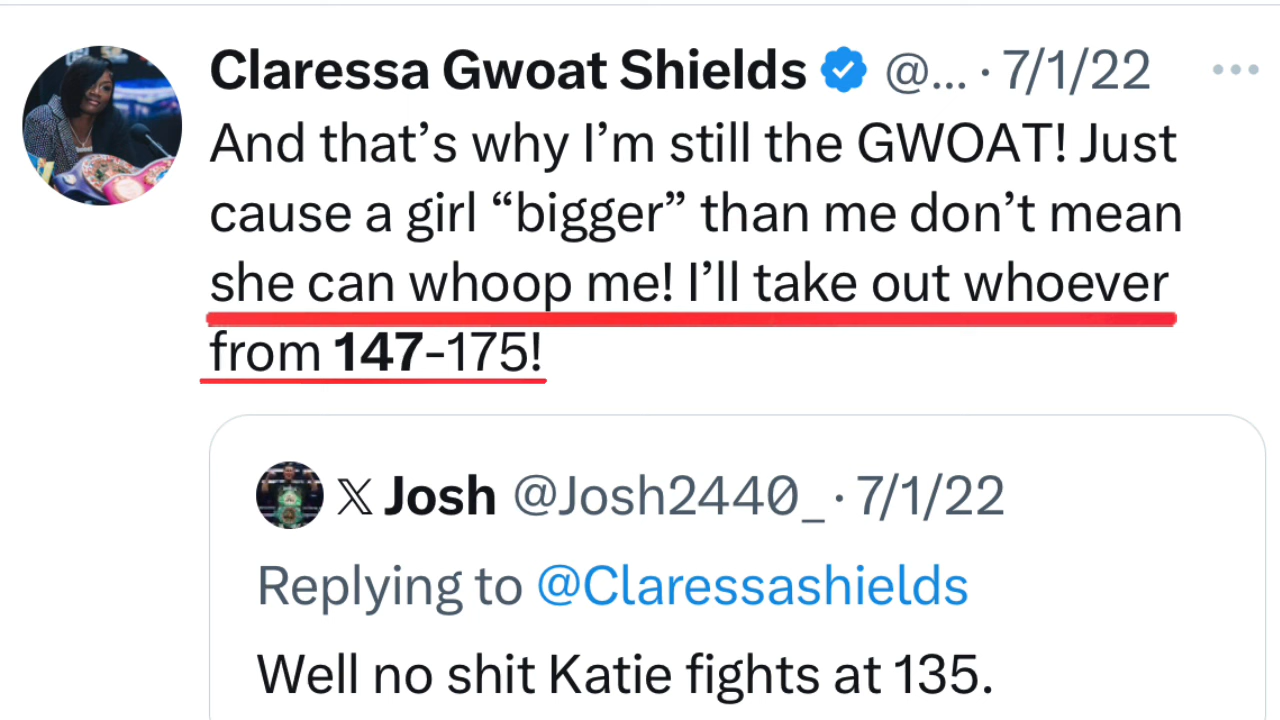 Claressa Gwoat Shields @... · 7/1/22
And that’s why I’m still the GWOAT! Just
cause a girl “bigger” than me don’t mean
she can whoop me! I’ll take out whoever
from 147-175!
𝕏 Josh @Josh2440_ · 7/1/22
Replying to @Claressashields
Well no shit Katie fights at 135.